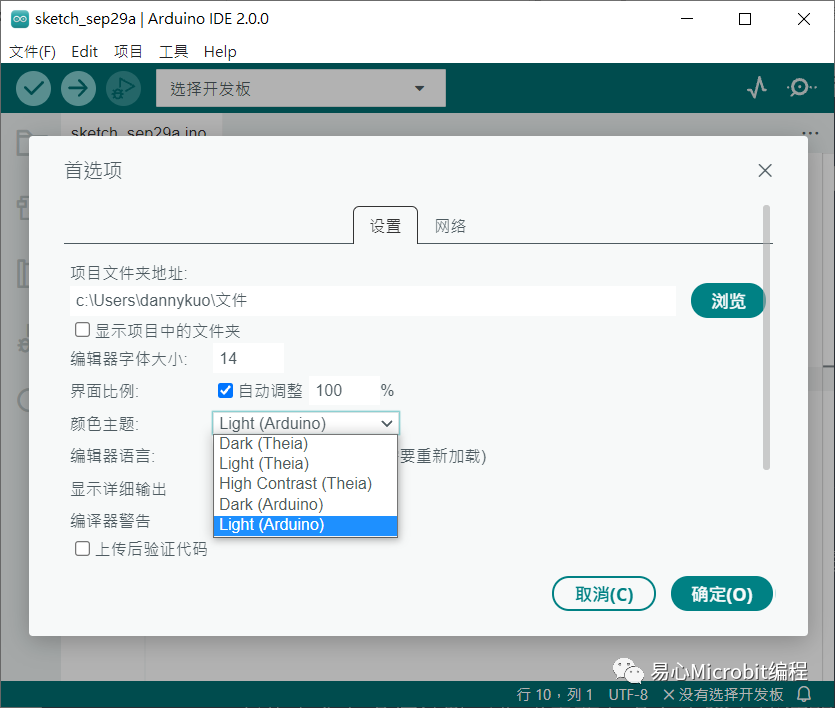 sketch_sep29a | Arduino IDE 2.0.0
文件(F) Edit 项目 工具 Help
选择开发板
sketch_sep29a.ino
首选项
设置 网络
项目文件夹地址:
c:\Users\dannykuo\文件 浏览
显示项目中的文件夹
编辑器字体大小: 14
界面比例: 自动调整 100 %
颜色主题: Light (Arduino)
Dark (Theia)
编辑器语言: 要重新加载)
Light (Theia)
High Contrast (Theia)
显示详细输出
Dark (Arduino)
编译器警告
Light (Arduino)
上传后验证代码
取消(C) 确定(O)
易心Microbit编程
行 10，列 1 UTF-8 没有选择开发板